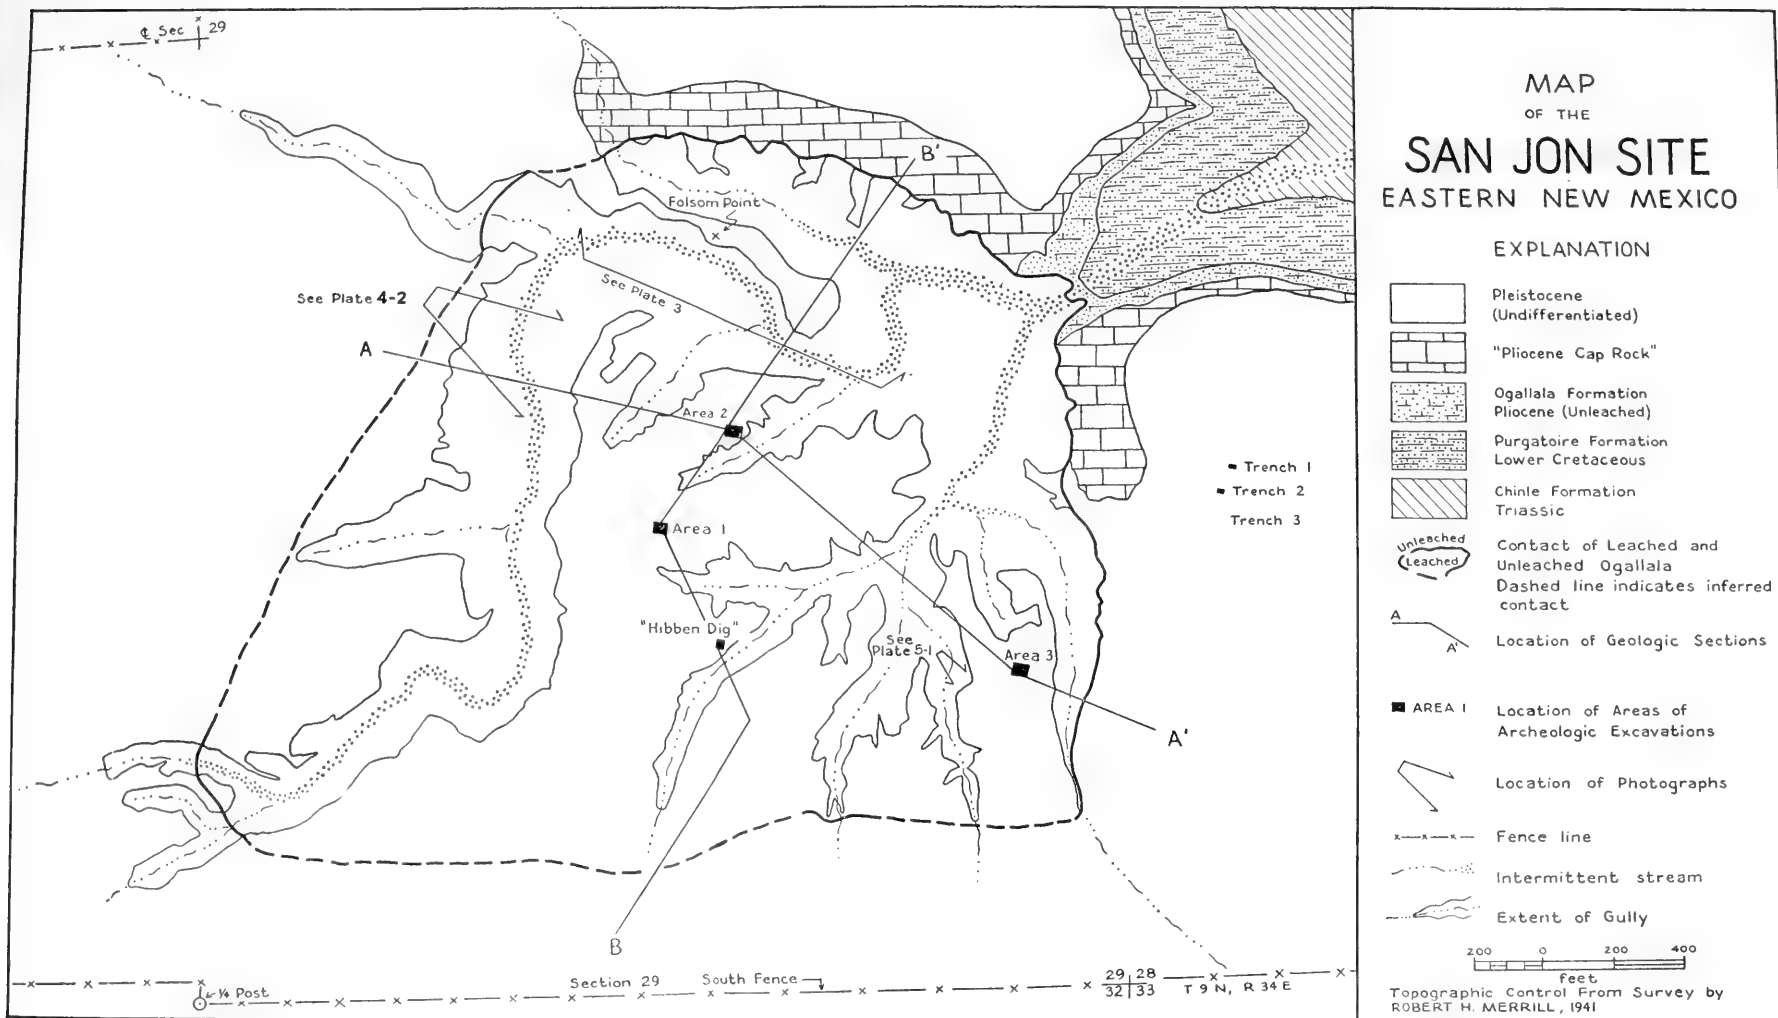 ℄ Sec 29
B'
Folsom Point
See Plate 3
See Plate 4-2
A
Area 2
Trench 1
Trench 2
Trench 3
Area 1
"Hibben Dig"
See
Plate 5-1
Area 3
A'
B
Section 29 South Fence
29 28
32 33
T 9 N, R 34 E
¼ Post
MAP
OF THE
SAN JON SITE
EASTERN NEW MEXICO
EXPLANATION
Pleistocene
(Undifferentiated)
"Pliocene Cap Rock"
Ogallala Formation
Pliocene (Unleached)
Purgatoire Formation
Lower Cretaceous
Chinle Formation
Triassic
Unleached
Leached
Contact of Leached and
Unleached Ogallala
Dashed line indicates inferred
contact
A
A'
Location of Geologic Sections
AREA 1
Location of Areas of
Archeologic Excavations
Location of Photographs
Fence line
Intermittent stream
Extent of Gully
200 0 200 400
feet
Topographic Control From Survey by
ROBERT H. MERRILL, 1941